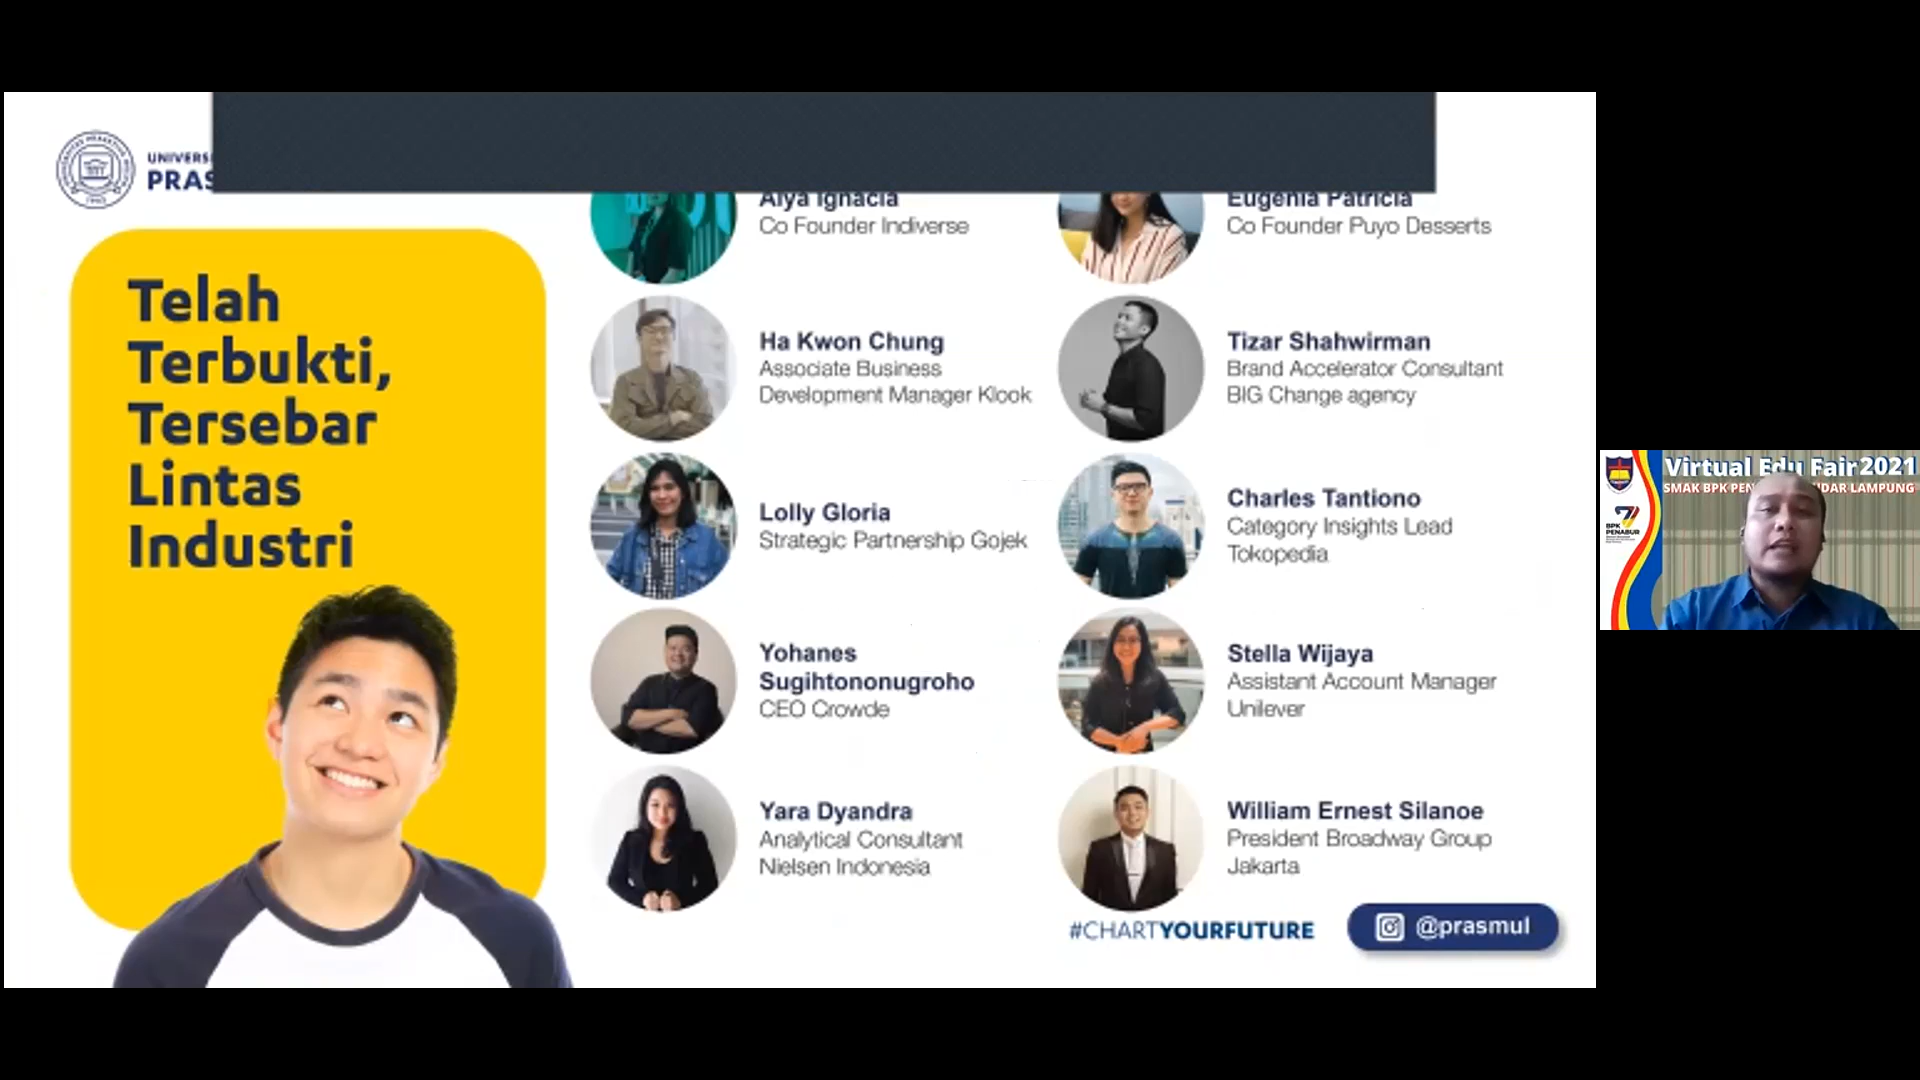 UNIVERSI
PRAS
Telah
Terbukti,
Tersebar
Lintas
Industri
Alya Ignacia
Co Founder Indiverse
Eugenia Patricia
Co Founder Puyo Desserts
Ha Kwon Chung
Associate Business
Development Manager Klook
Tizar Shahwirman
Brand Accelerator Consultant
BIG Change agency
Lolly Gloria
Strategic Partnership Gojek
Charles Tantiono
Category Insights Lead
Tokopedia
Yohanes
Sugihtononugroho
CEO Crowde
Stella Wijaya
Assistant Account Manager
Unilever
Yara Dyandra
Analytical Consultant
Nielsen Indonesia
William Ernest Silanoe
President Broadway Group
Jakarta
#CHARTYOURFUTURE
@prasmul
Virtual Edu Fair 2021
SMAK BPK PEN NDAR LAMPUNG
BPK
PENABUR